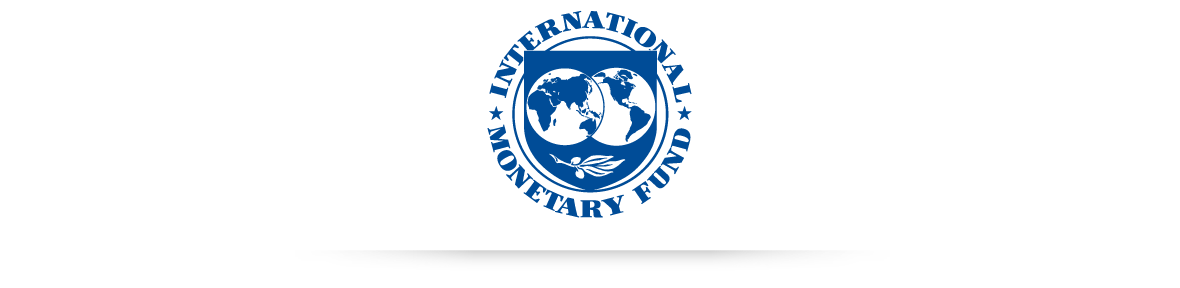 INTERNATIONAL
MONETARY FUND